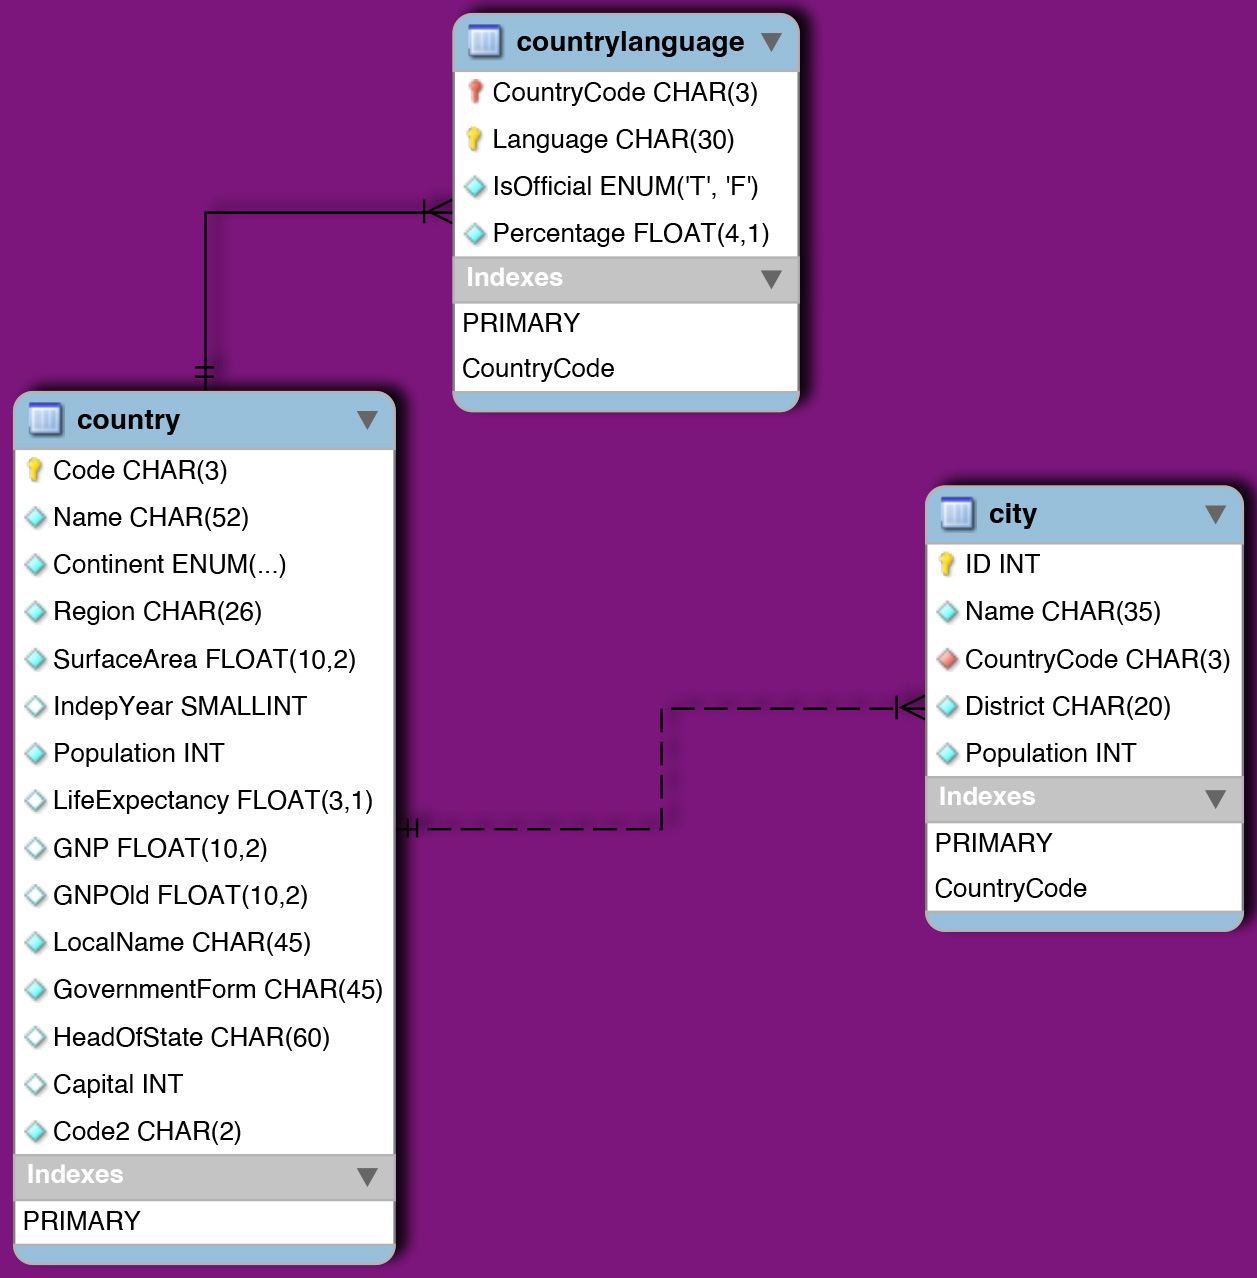 countrylanguage
CountryCode CHAR(3)
Language CHAR(30)
IsOfficial ENUM('T', 'F')
Percentage FLOAT(4,1)
Indexes
PRIMARY
CountryCode
country
Code CHAR(3)
Name CHAR(52)
Continent ENUM(...)
Region CHAR(26)
SurfaceArea FLOAT(10,2)
IndepYear SMALLINT
Population INT
LifeExpectancy FLOAT(3,1)
GNP FLOAT(10,2)
GNPOld FLOAT(10,2)
LocalName CHAR(45)
GovernmentForm CHAR(45)
HeadOfState CHAR(60)
Capital INT
Code2 CHAR(2)
Indexes
PRIMARY
city
ID INT
Name CHAR(35)
CountryCode CHAR(3)
District CHAR(20)
Population INT
Indexes
PRIMARY
CountryCode